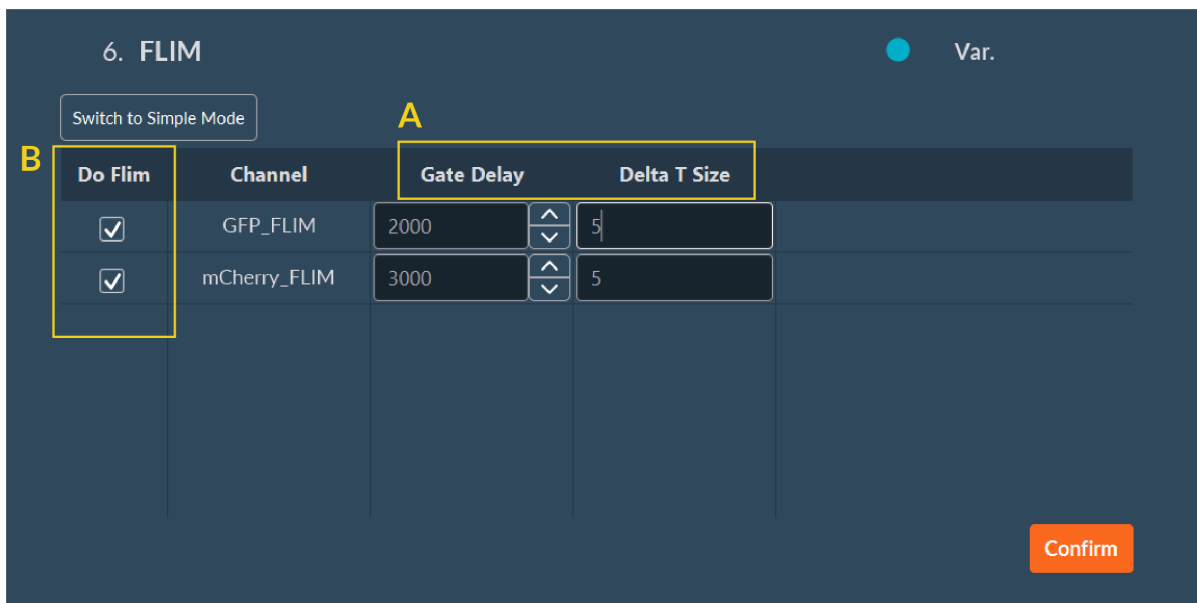 6. FLIM Var.
Switch to Simple Mode
A
B
Do Flim Channel Gate Delay Delta T Size
GFP_FLIM 2000 5
mCherry_FLIM 3000 5
Confirm